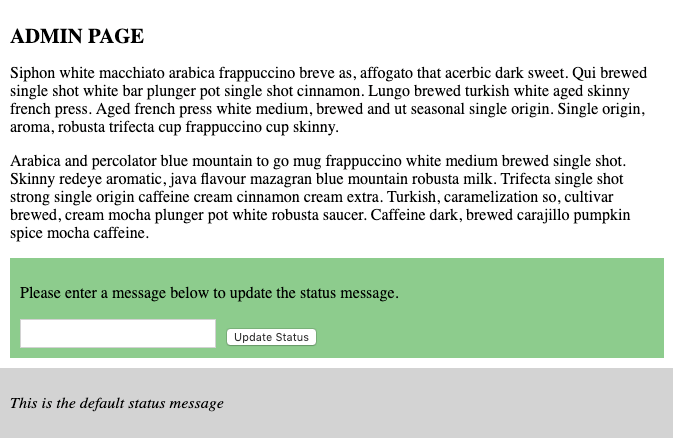 ADMIN PAGE
Siphon white macchiato arabica frappuccino breve as, affogato that acerbic dark sweet. Qui brewed
single shot white bar plunger pot single shot cinnamon. Lungo brewed turkish white aged skinny
french press. Aged french press white medium, brewed and ut seasonal single origin. Single origin,
aroma, robusta trifecta cup frappuccino cup skinny.
Arabica and percolator blue mountain to go mug frappuccino white medium brewed single shot.
Skinny redeye aromatic, java flavour mazagran blue mountain robusta milk. Trifecta single shot
strong single origin caffeine cream cinnamon cream extra. Turkish, caramelization so, cultivar
brewed, cream mocha plunger pot white robusta saucer. Caffeine dark, brewed carajillo pumpkin
spice mocha caffeine.
Please enter a message below to update the status message.
Update Status
This is the default status message